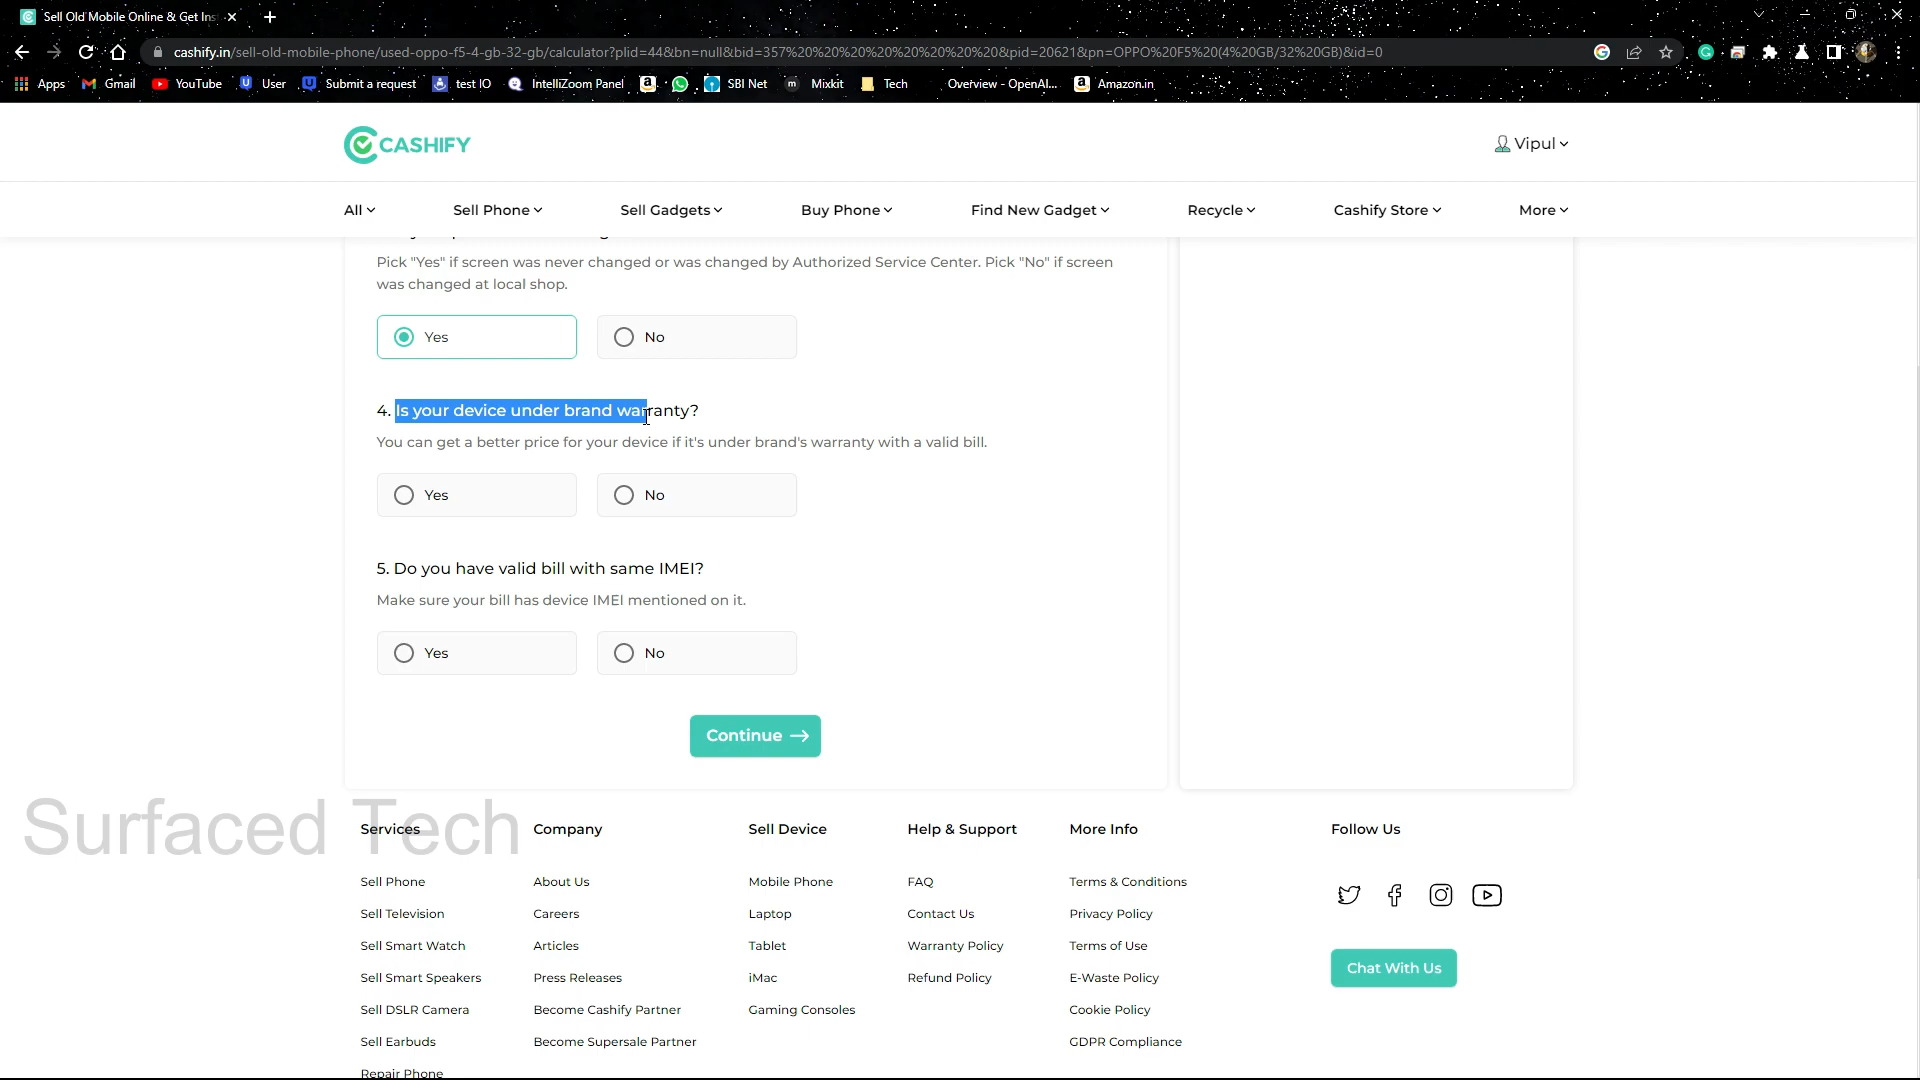 Sell Old Mobile Online & Get Ins
cashify.in/sell-old-mobile-phone/used-oppo-f5-4-gb-32-gb/calculator?plid=44&bn=null&bid=357%20%20%20%20%20%20%20%20&pid=20621&pn=OPPO%20F5%20(4%20GB/32%20GB)&id=0
Apps Gmail YouTube User Submit a request test IO IntelliZoom Panel SBI Net Mixkit Tech Overview - OpenAI... Amazon.in
CASHIFY
Vipul
All Sell Phone Sell Gadgets Buy Phone Find New Gadget Recycle Cashify Store More
Pick "Yes" if screen was never changed or was changed by Authorized Service Center. Pick "No" if screen
was changed at local shop.
Yes No
4. Is your device under brand warranty?
You can get a better price for your device if it's under brand's warranty with a valid bill.
Yes No
5. Do you have valid bill with same IMEI?
Make sure your bill has device IMEI mentioned on it.
Yes No
Continue
Surfaced Tech
Services Company Sell Device Help & Support More Info Follow Us
Sell Phone About Us Mobile Phone FAQ Terms & Conditions
Sell Television Careers Laptop Contact Us Privacy Policy
Sell Smart Watch Articles Tablet Warranty Policy Terms of Use
Sell Smart Speakers Press Releases iMac Refund Policy E-Waste Policy
Chat With Us
Sell DSLR Camera Become Cashify Partner Gaming Consoles Cookie Policy
Sell Earbuds Become Supersale Partner GDPR Compliance
Repair Phone